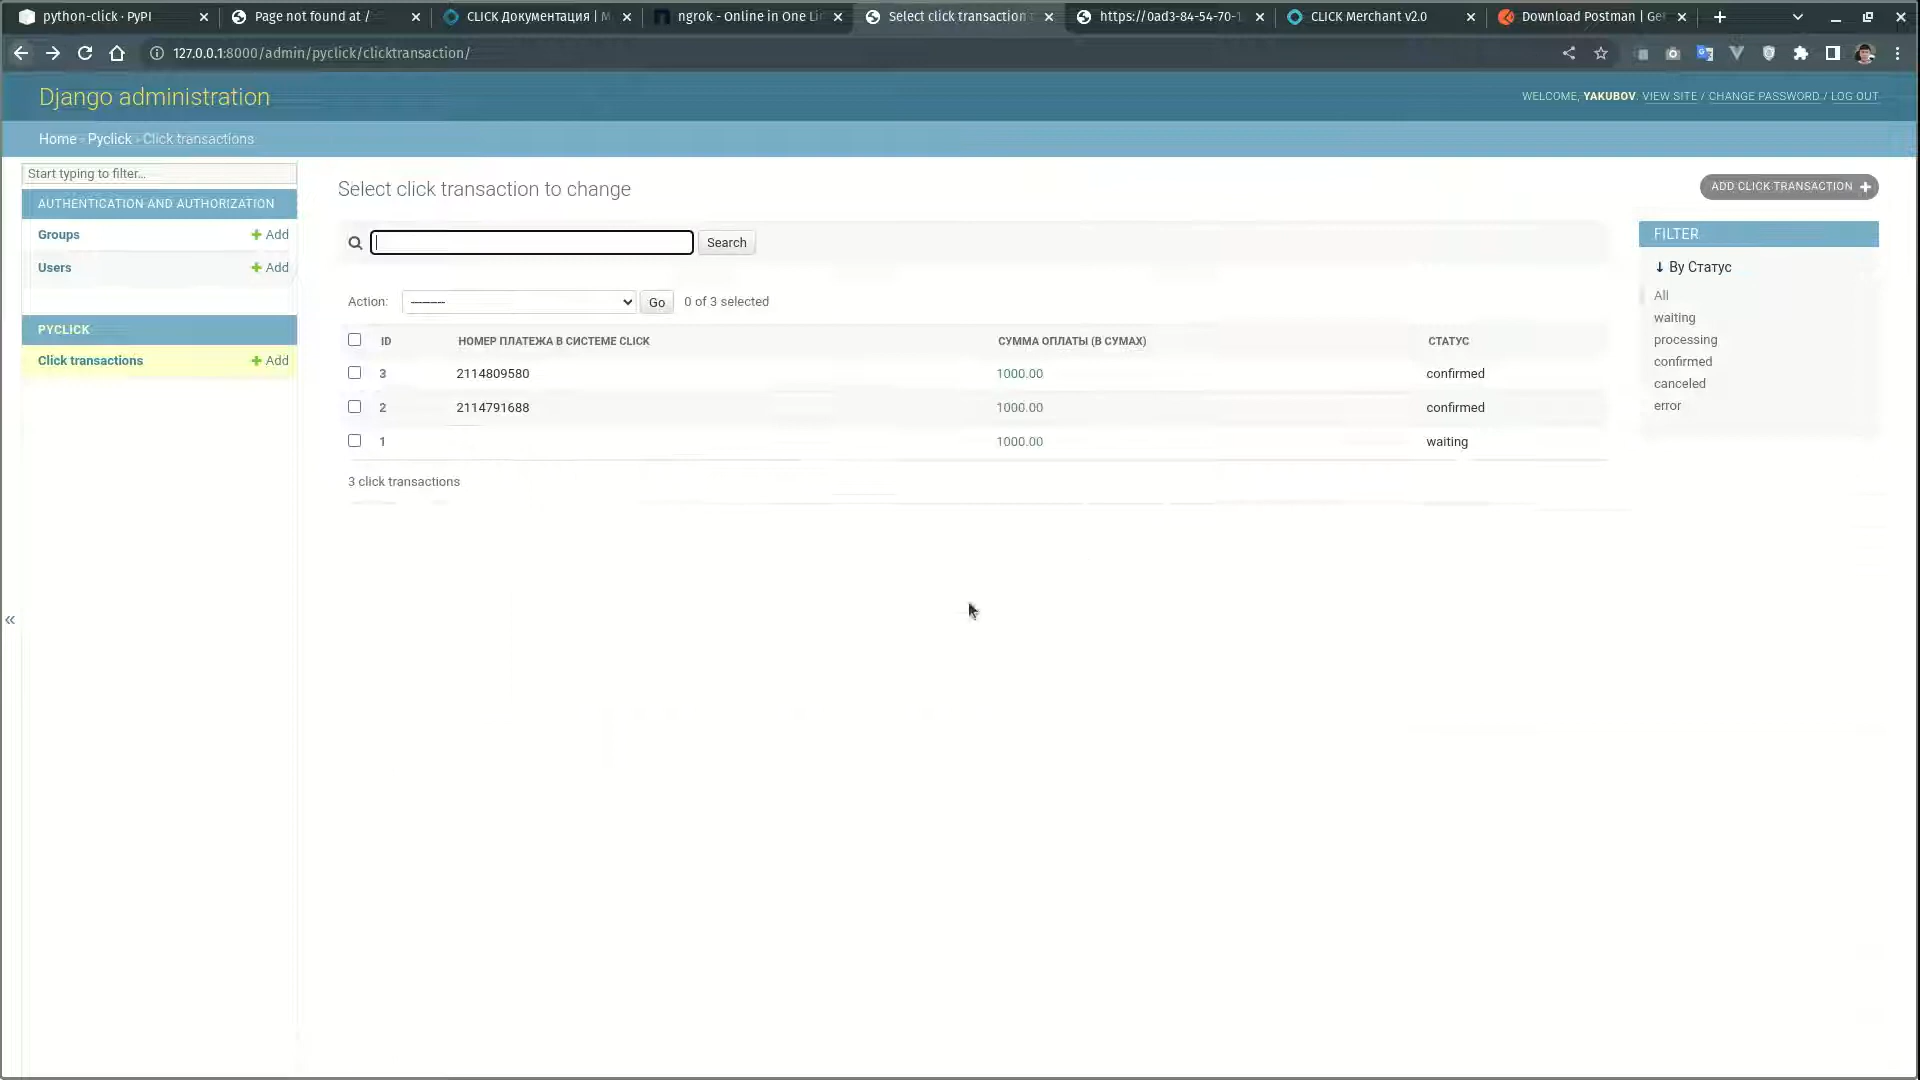 python-click · PyPI
Page not found at /
CLICK Документация | M
ngrok - Online in One Li
Select click transaction
https://0ad3-84-54-70-1
CLICK Merchant v2.0
Download Postman | Ge
127.0.0.1:8000/admin/pyclick/clicktransaction/
Django administration
WELCOME, YAKUBOV. VIEW SITE / CHANGE PASSWORD / LOG OUT
Home › Pyclick › Click transactions
Start typing to filter...
AUTHENTICATION AND AUTHORIZATION
Groups + Add
Users + Add
PYCLICK
Click transactions + Add
Select click transaction to change
ADD CLICK TRANSACTION +
Search
Action: --------- Go 0 of 3 selected
ID НОМЕР ПЛАТЕЖА В СИСТЕМЕ CLICK СУММА ОПЛАТЫ (В СУМАХ) СТАТУС
3 2114809580 1000.00 confirmed
2 2114791688 1000.00 confirmed
1 1000.00 waiting
3 click transactions
FILTER
↓ By Статус
All
waiting
processing
confirmed
canceled
error
«